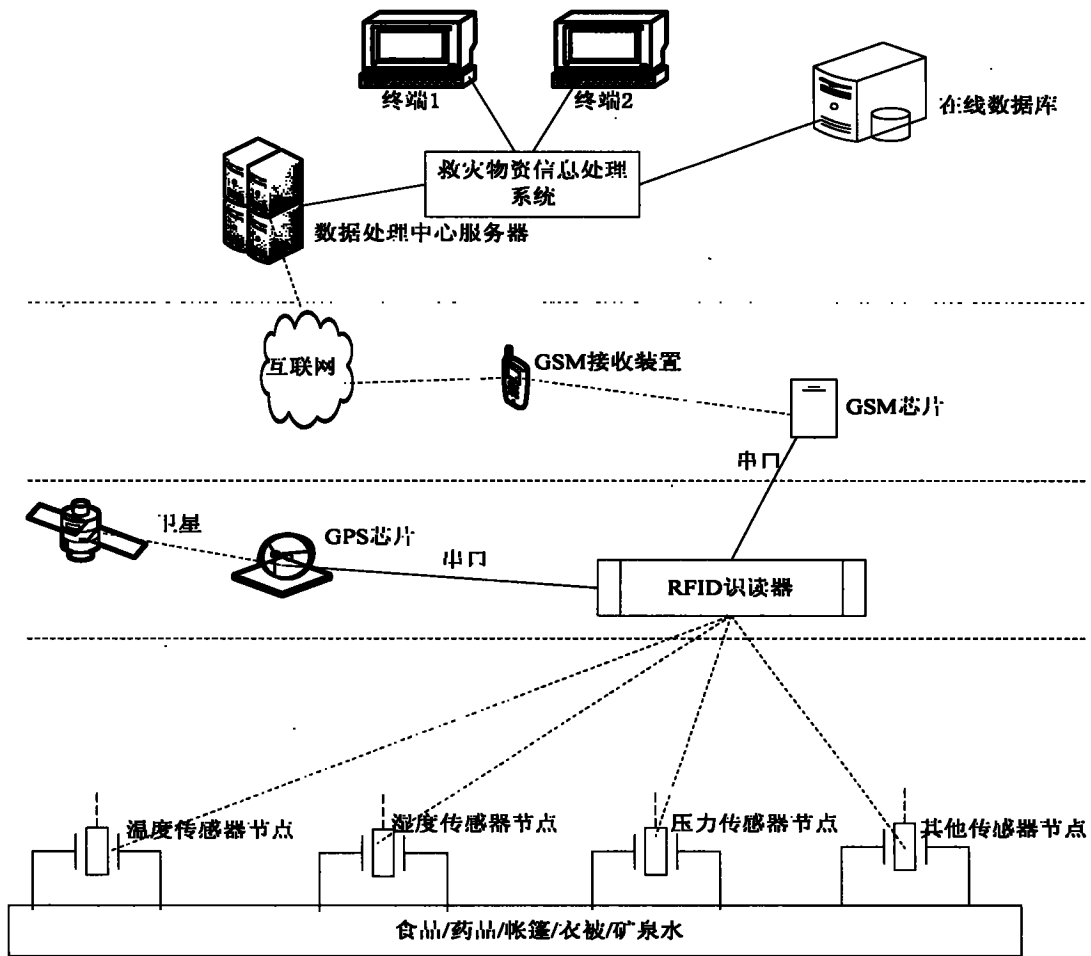 终端1
终端2
在线数据库
救灾物资信息处理
系统
数据处理中心服务器
互联网
GSM接收装置
GSM芯片
串口
卫星
GPS芯片
串口
RFID识读器
温度传感器节点
湿度传感器节点
压力传感器节点
其他传感器节点
食品/药品/帐篷/衣被/矿泉水